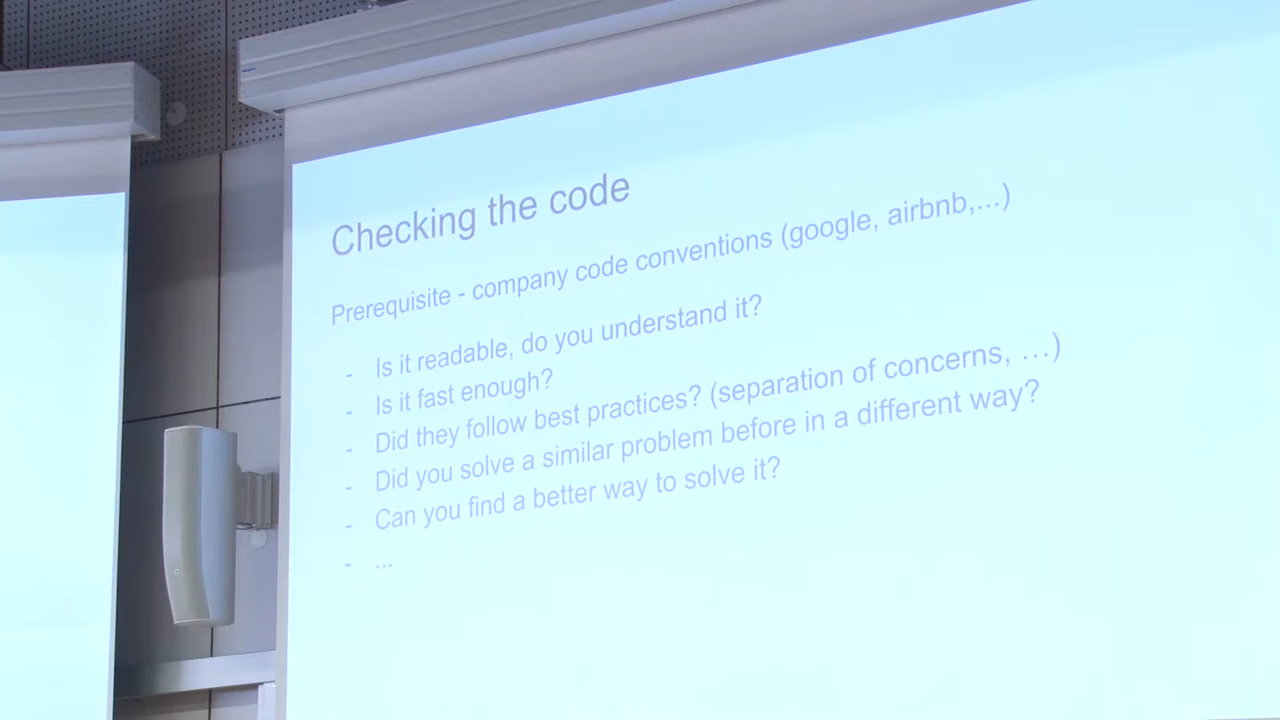 Checking the code
Prerequisite - company code conventions (google, airbnb,...)
- Is it readable, do you understand it?
- Is it fast enough?
- Did they follow best practices? (separation of concerns, ...)
- Did you solve a similar problem before in a different way?
- Can you find a better way to solve it?
- ...